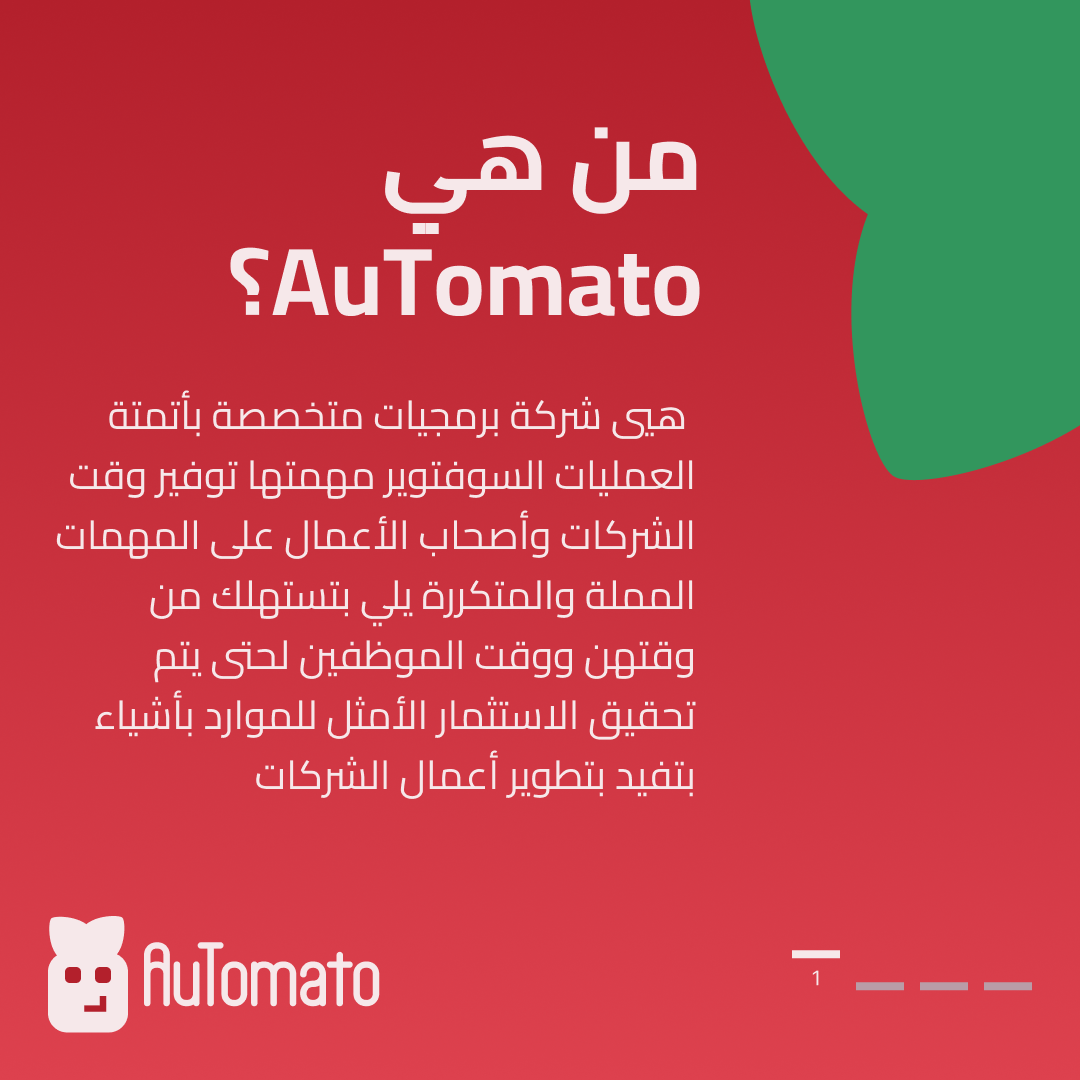 من هي
AuTomato؟
هيى شركة برمجيات متخصصة بأتمتة
العمليات السوفتوير مهمتها توفير وقت
الشركات وأصحاب الأعمال على المهمات
المملة والمتكررة يلي بتستهلك من
وقتهن ووقت الموظفين لحتى يتم
تحقيق الاستثمار الأمثل للموارد بأشياء
بتفيد بتطوير أعمال الشركات
AuTomato
1